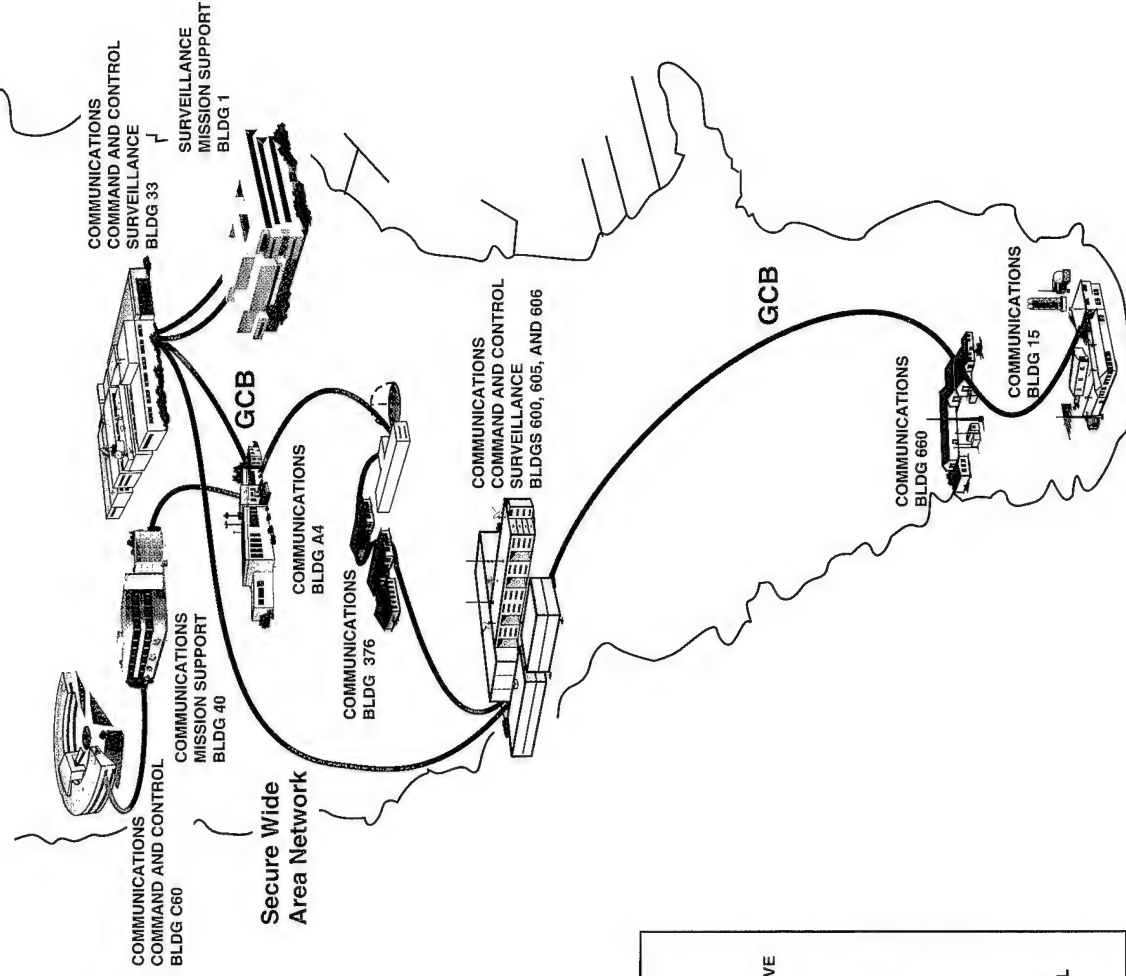 COMMUNICATIONS
COMMAND AND CONTROL
SURVEILLANCE
BLDG 33
SURVEILLANCE
MISSION SUPPORT
BLDG 1
GCB
COMMUNICATIONS
BLDG A4
COMMUNICATIONS
COMMAND AND CONTROL
BLDG C60
COMMUNICATIONS
MISSION SUPPORT
BLDG 40
Secure Wide
Area Network
COMMUNICATIONS
BLDG 376
COMMUNICATIONS
COMMAND AND CONTROL
SURVEILLANCE
BLDGS 600, 605, AND 606
GCB
COMMUNICATIONS
BLDG 660
COMMUNICATIONS
BLDG 15
VE
L